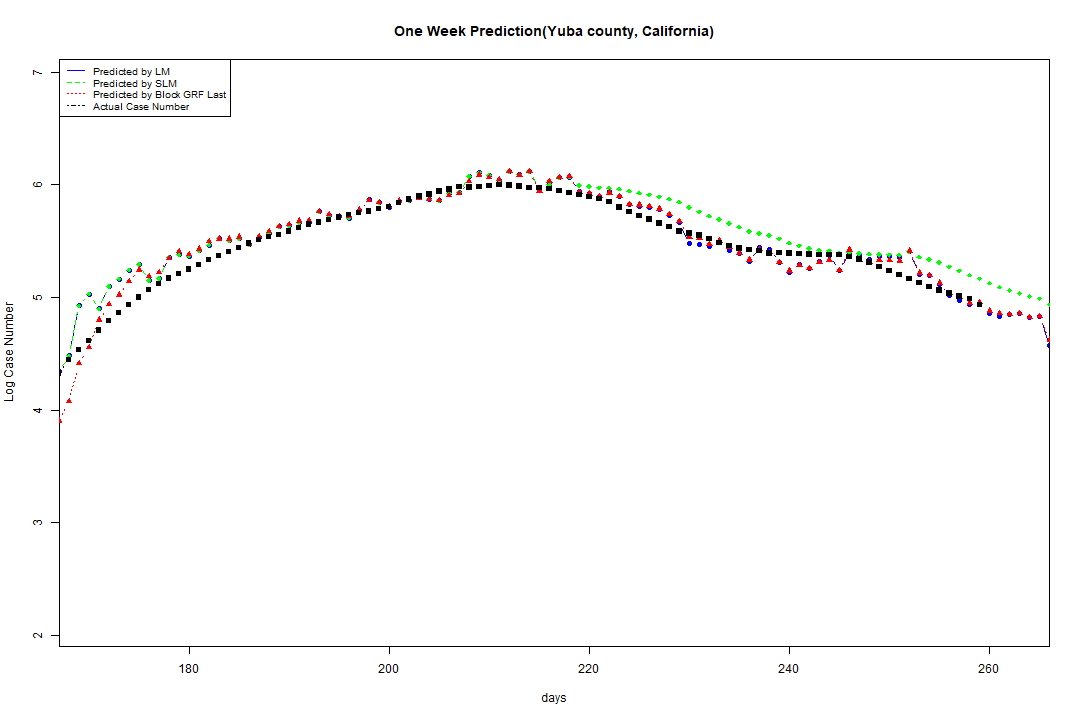 One Week Prediction(Yuba county, California)
Predicted by LM
Predicted by SLM
Predicted by Block GRF Last
Actual Case Number
7
6
5
4
3
2
Log Case Number
180 200 220 240 260
days